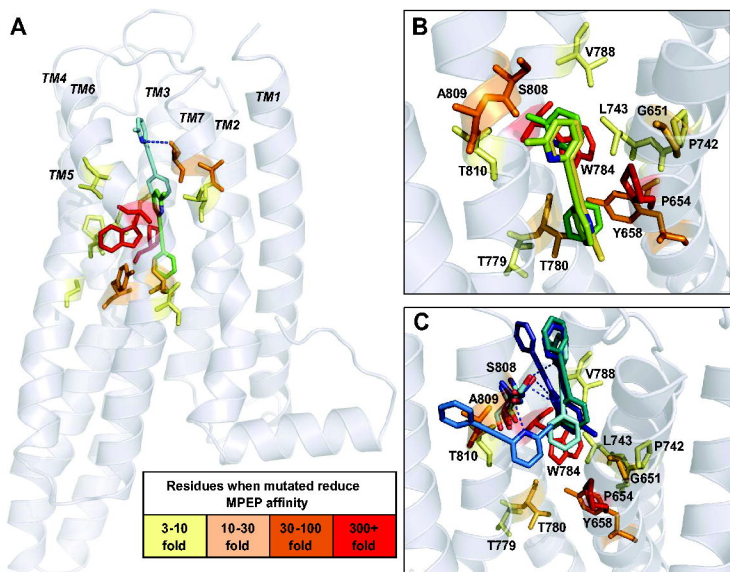 A
TM4
TM6
TM3
TM1
TM7
TM2
TM5
Residues when mutated reduce
MPEP affinity
3-10
fold
10-30
fold
30-100
fold
300+
fold
B
V788
S808
A809
L743
G651
P742
T810
W784
P654
Y658
T779
T780
C
S808
V788
A809
L743
P742
T810
W784
G651
P654
Y658
T780
T779